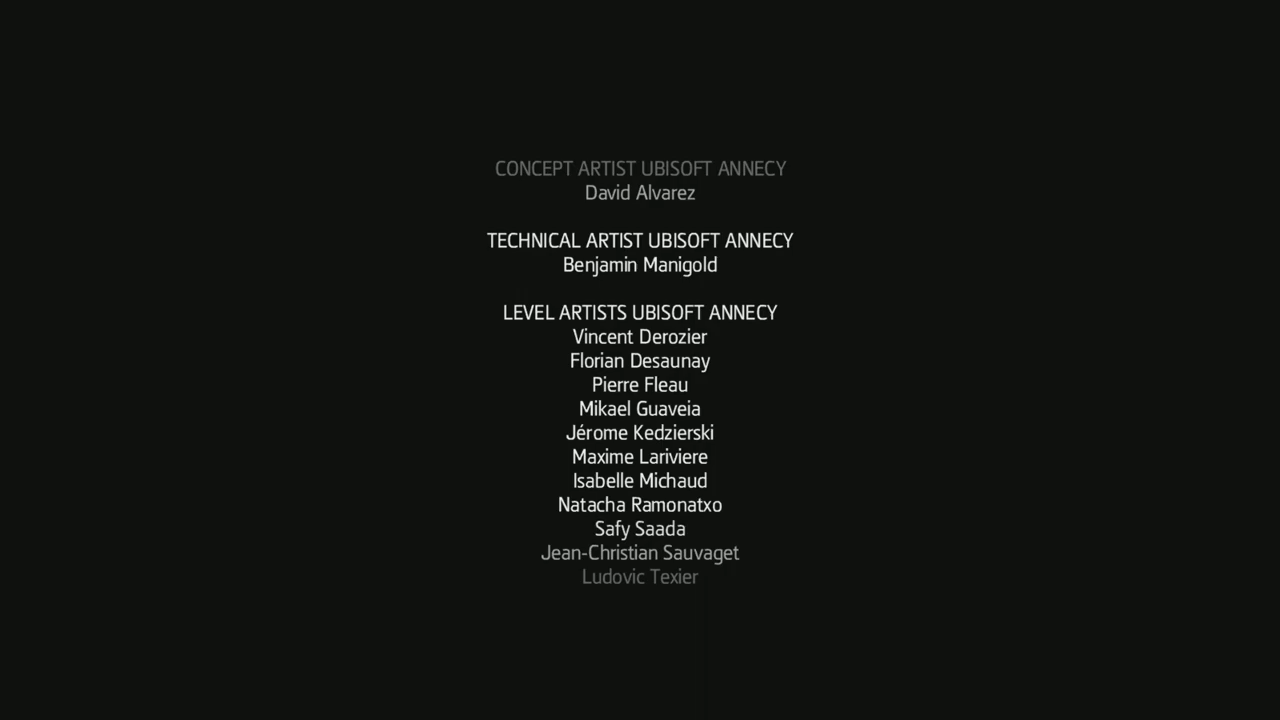 CONCEPT ARTIST UBISOFT ANNECY
David Alvarez
TECHNICAL ARTIST UBISOFT ANNECY
Benjamin Manigold
LEVEL ARTISTS UBISOFT ANNECY
Vincent Derozier
Florian Desaunay
Pierre Fleau
Mikael Guaveia
Jérome Kedzierski
Maxime Lariviere
Isabelle Michaud
Natacha Ramonatxo
Safy Saada
Jean-Christian Sauvaget
Ludovic Texier